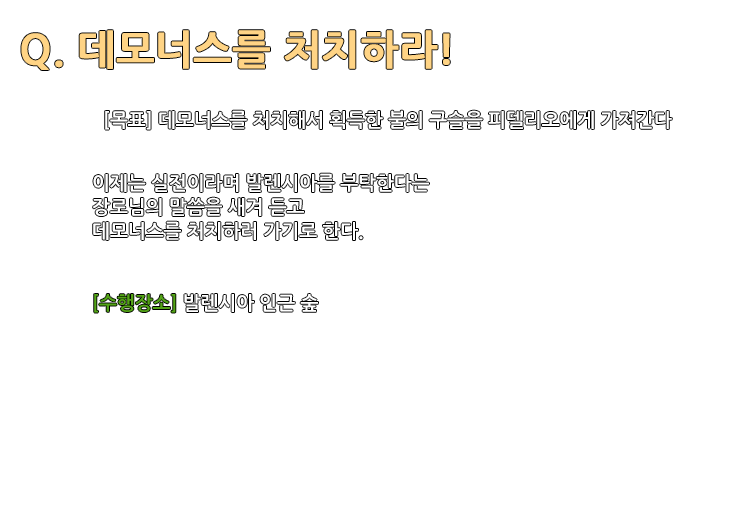 Q. 데모너스를 처치하라!
[목표] 데모너스를 처치해서 획득한 불의 구슬을 피델리오에게 가져간다
이제는 실전이라며 발렌시아를 부탁한다는
장로님의 말씀을 새겨 듣고
데모너스를 처치하러 가기로 한다.
[수행장소] 발렌시아 인근 숲